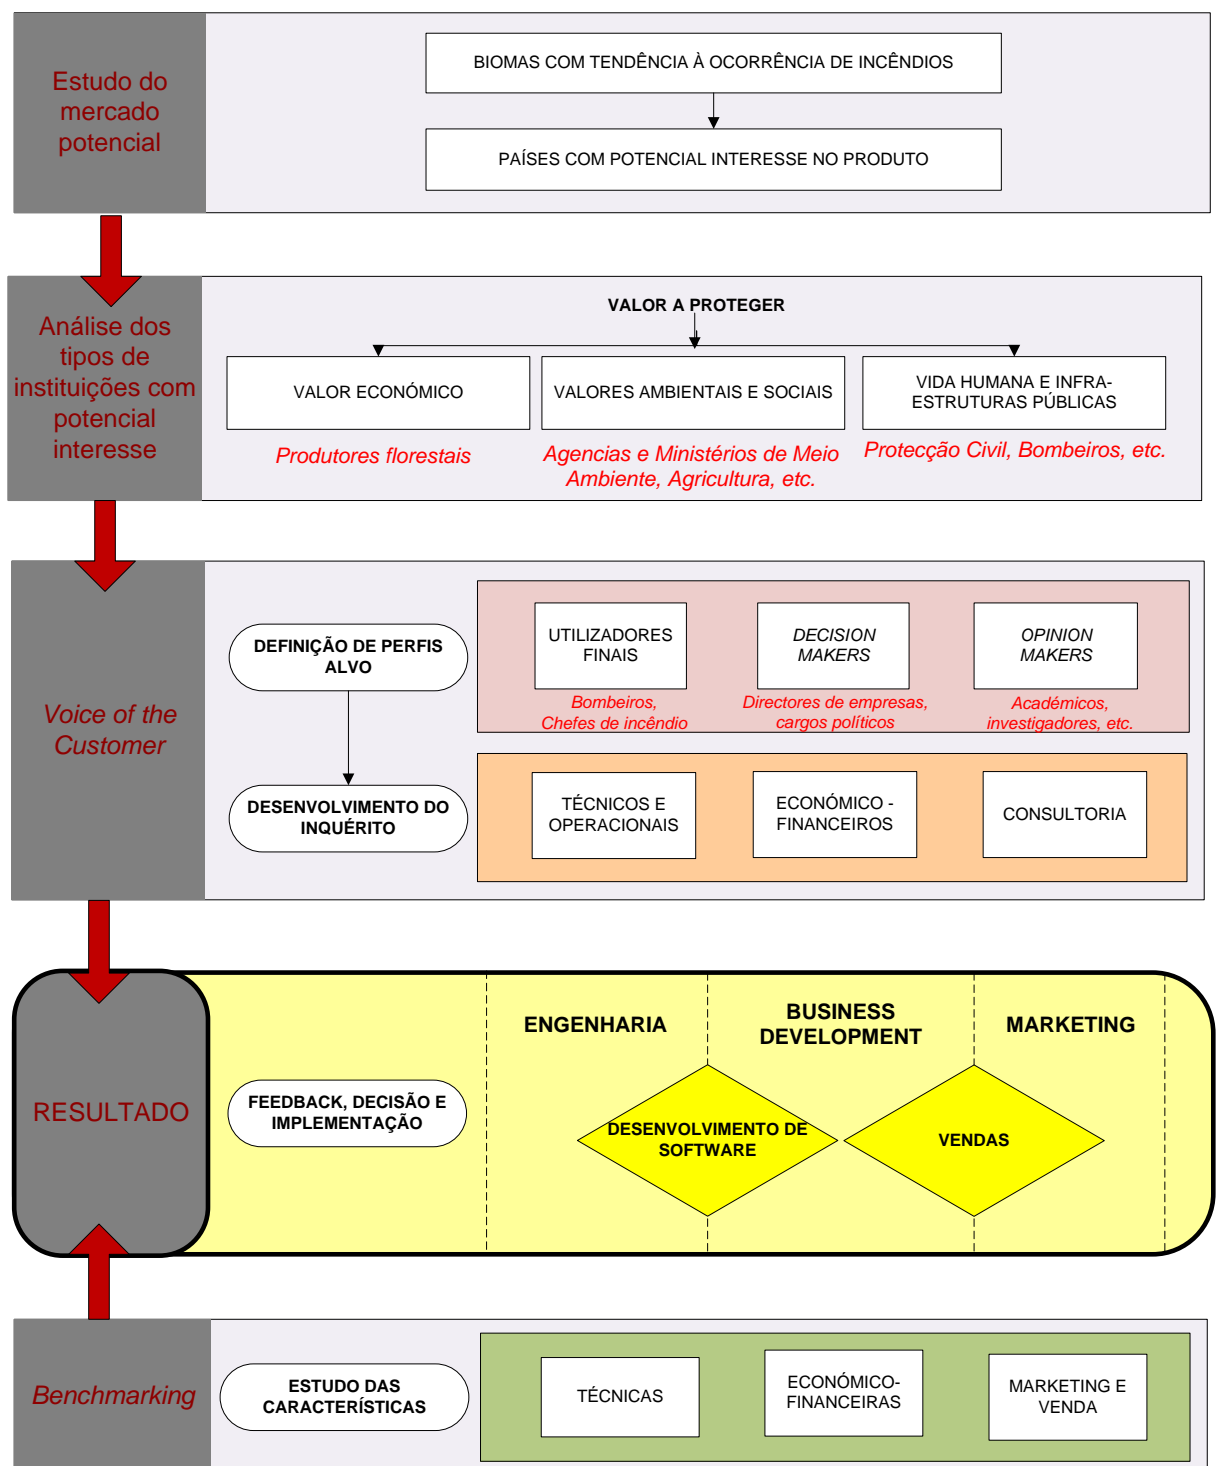 Estudo do
mercado
potencial
BIOMAS COM TENDÊNCIA À OCORRÊNCIA DE INCÊNDIOS
PAÍSES COM POTENCIAL INTERESSE NO PRODUTO
Análise dos
tipos de
instituições com
potencial
interesse
VALOR A PROTEGER
VALOR ECONÓMICO
VALORES AMBIENTAIS E SOCIAIS
VIDA HUMANA E INFRA-
ESTRUTURAS PÚBLICAS
Produtores florestais
Agencias e Ministérios de Meio
Ambiente, Agricultura, etc.
Protecção Civil, Bombeiros, etc.
Voice of the
Customer
DEFINIÇÃO DE PERFIS
ALVO
UTILIZADORES
FINAIS
DECISION
MAKERS
OPINION
MAKERS
Bombeiros,
Chefes de incêndio
Directores de empresas,
cargos políticos
Académicos,
investigadores, etc.
DESENVOLVIMENTO DO
INQUÉRITO
TÉCNICOS E
OPERACIONAIS
ECONÓMICO -
FINANCEIROS
CONSULTORIA
RESULTADO
FEEDBACK, DECISÃO E
IMPLEMENTAÇÃO
ENGENHARIA
BUSINESS
DEVELOPMENT
MARKETING
DESENVOLVIMENTO DE
SOFTWARE
VENDAS
Benchmarking
ESTUDO DAS
CARACTERÍSTICAS
TÉCNICAS
ECONÓMICO-
FINANCEIRAS
MARKETING E
VENDA